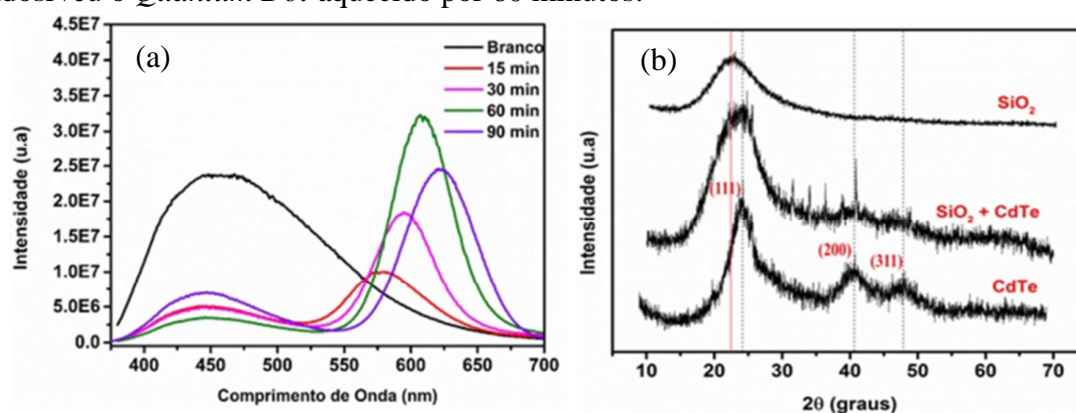 o Quantum Dot aquecido por 60 minutos.
(a)
Branco
15 min
30 min
60 min
90 min
4.5E7
4.0E7
3.5E7
3.0E7
2.5E7
2.0E7
1.5E7
1.0E7
5.0E6
0.0
Intensidade (u.a)
400 450 500 550 600 650 700
Comprimento de Onda (nm)
(b)
SiO₂
(111)
SiO₂ + CdTe
(200)
(311)
CdTe
Intensidade (u.a)
10 20 30 40 50 60 70
2θ (graus)